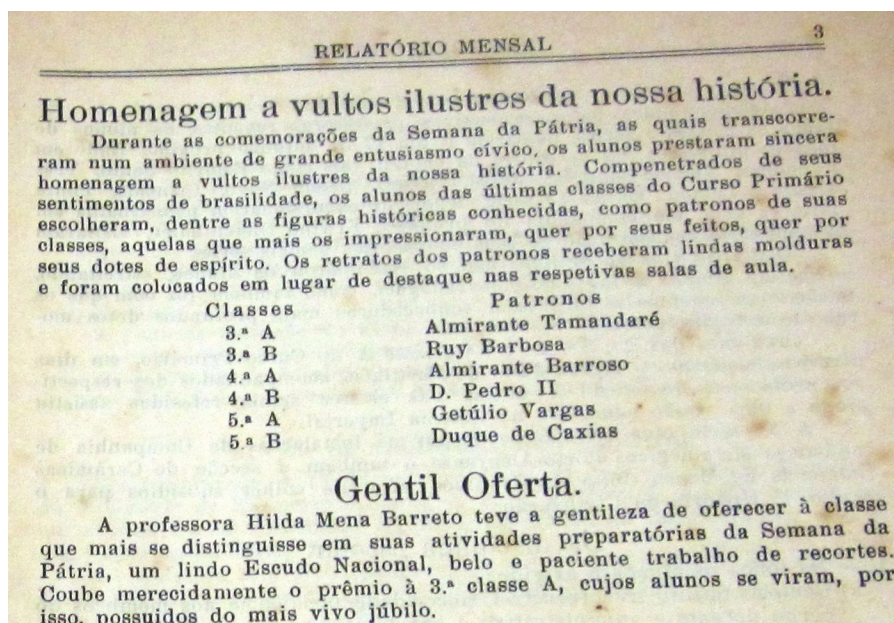 RELATÓRIO MENSAL 3
Homenagem a vultos ilustres da nossa história.
Durante as comemorações da Semana da Pátria, as quais transcorre-
ram num ambiente de grande entusiasmo cívico, os alunos prestaram sincera
homenagem a vultos ilustres da nossa história. Compenetrados de seus
sentimentos de brasilidade, os alunos das últimas classes do Curso Primário
escolheram, dentre as figuras históricas conhecidas, como patronos de suas
classes, aquelas que mais os impressionaram, quer por seus feitos, quer por
seus dotes de espírito. Os retratos dos patronos receberam lindas molduras
e foram colocados em lugar de destaque nas respetivas salas de aula.
Classes Patronos
3.ª A Almirante Tamandaré
3.ª B Ruy Barbosa
4.ª A Almirante Barroso
4.ª B D. Pedro II
5.ª A Getúlio Vargas
5.ª B Duque de Caxias
Gentil Oferta.
A professora Hilda Mena Barreto teve a gentileza de oferecer à classe
que mais se distinguisse em suas atividades preparatórias da Semana da
Pátria, um lindo Escudo Nacional, belo e paciente trabalho de recortes.
Coube merecidamente o prêmio à 3.ª classe A, cujos alunos se viram, por
isso, possuidos do mais vivo júbilo.